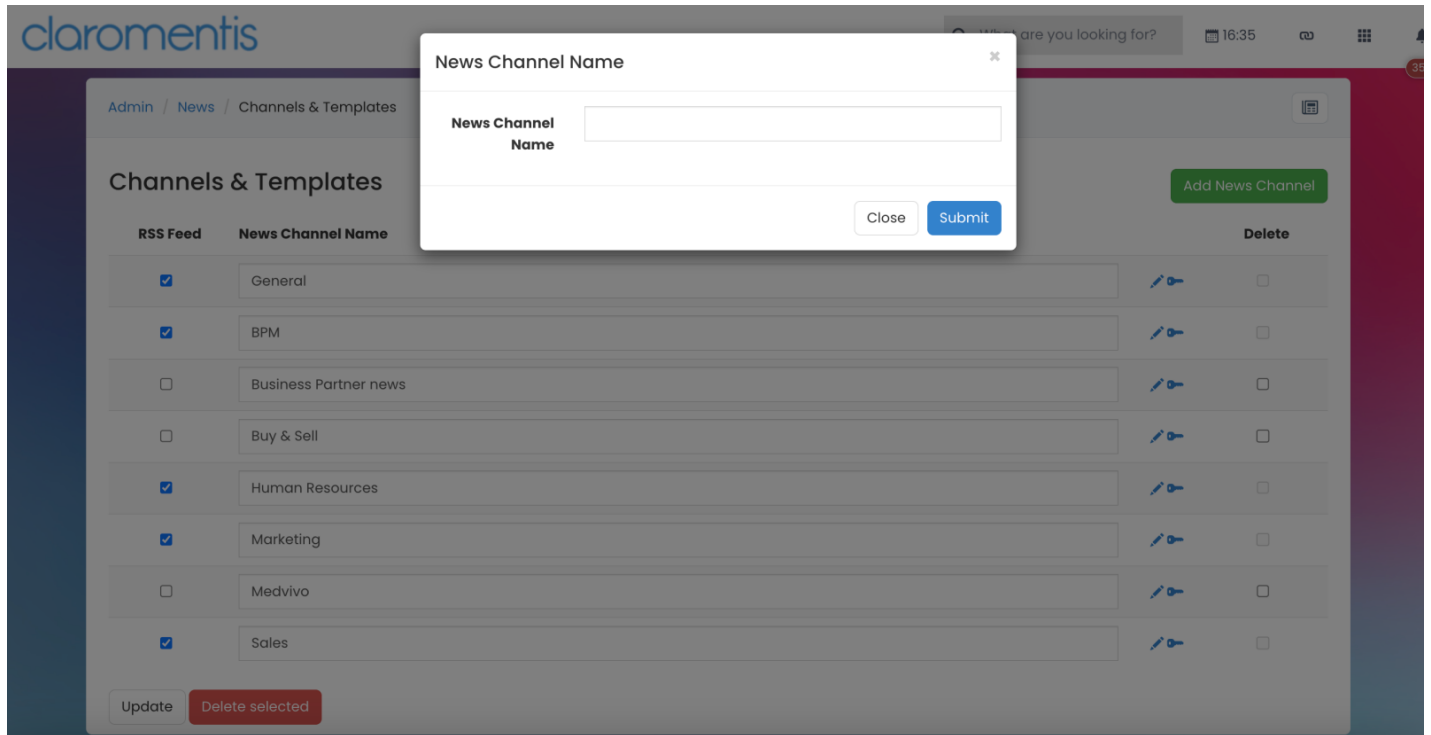 claromentis
What are you looking for?
16:35
35
News Channel Name
×
Admin / News / Channels & Templates
News Channel
Name
Channels & Templates
Add News Channel
Close
Submit
RSS Feed
News Channel Name
Delete
General
BPM
Business Partner news
Buy & Sell
Human Resources
Marketing
Medvivo
Sales
Update
Delete selected